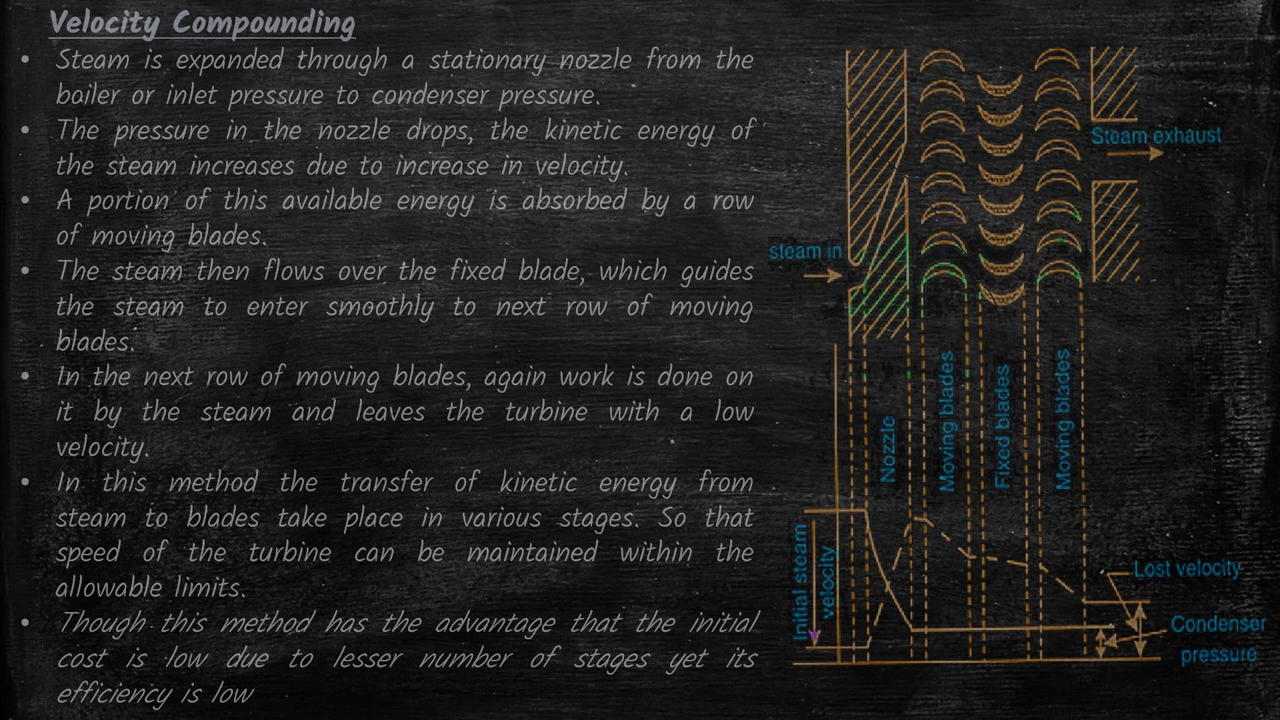 Velocity Compounding
• Steam is expanded through a stationary nozzle from the
boiler or inlet pressure to condenser pressure.
• The pressure in the nozzle drops, the kinetic energy of
the steam increases due to increase in velocity.
• A portion of this available energy is absorbed by a row
of moving blades.
• The steam then flows over the fixed blade, which guides
the steam to enter smoothly to next row of moving
blades.
• In the next row of moving blades, again work is done on
it by the steam and leaves the turbine with a low
velocity.
• In this method the transfer of kinetic energy from
steam to blades take place in various stages. So that
speed of the turbine can be maintained within the
allowable limits.
• Though this method has the advantage that the initial
cost is low due to lesser number of stages yet its
efficiency is low
Steam exhaust
steam in
Nozzle
Moving blades
Fixed blades
Moving blades
Initial steam
velocity
Lost velocity
Condenser
pressure